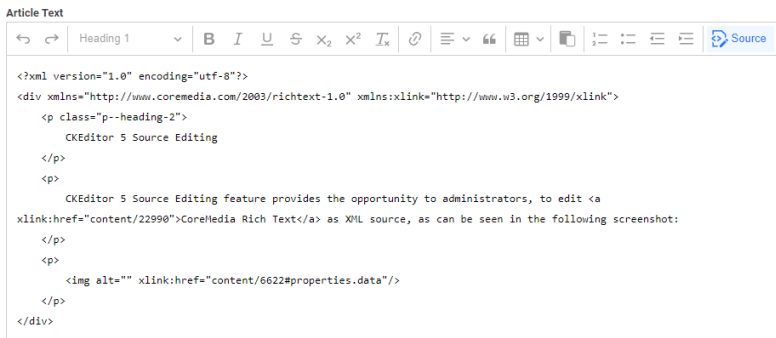 Article Text
Heading 1 B I U S X₂ X² Tx Source
<?xml version="1.0" encoding="utf-8"?>
<div xmlns="http://www.coremedia.com/2003/richtext-1.0" xmlns:xlink="http://www.w3.org/1999/xlink">
<p class="p--heading-2">
CKEditor 5 Source Editing
</p>
<p>
CKEditor 5 Source Editing feature provides the opportunity to administrators, to edit <a
xlink:href="content/22990">CoreMedia Rich Text</a> as XML source, as can be seen in the following screenshot:
</p>
<p>
<img alt="" xlink:href="content/6622#properties.data"/>
</p>
</div>